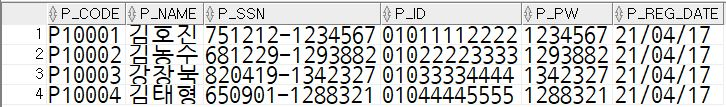 P_CODE P_NAME P_SSN P_ID P_PW P_REG_DATE
1 P10001 김호진 751212-1234567 01011112222 1234567 21/04/17
2 P10002 김농수 681229-1293882 01022223333 1293882 21/04/17
3 P10003 강장복 820419-1342327 01033334444 1342327 21/04/17
4 P10004 김태형 650901-1288321 01044445555 1288321 21/04/17